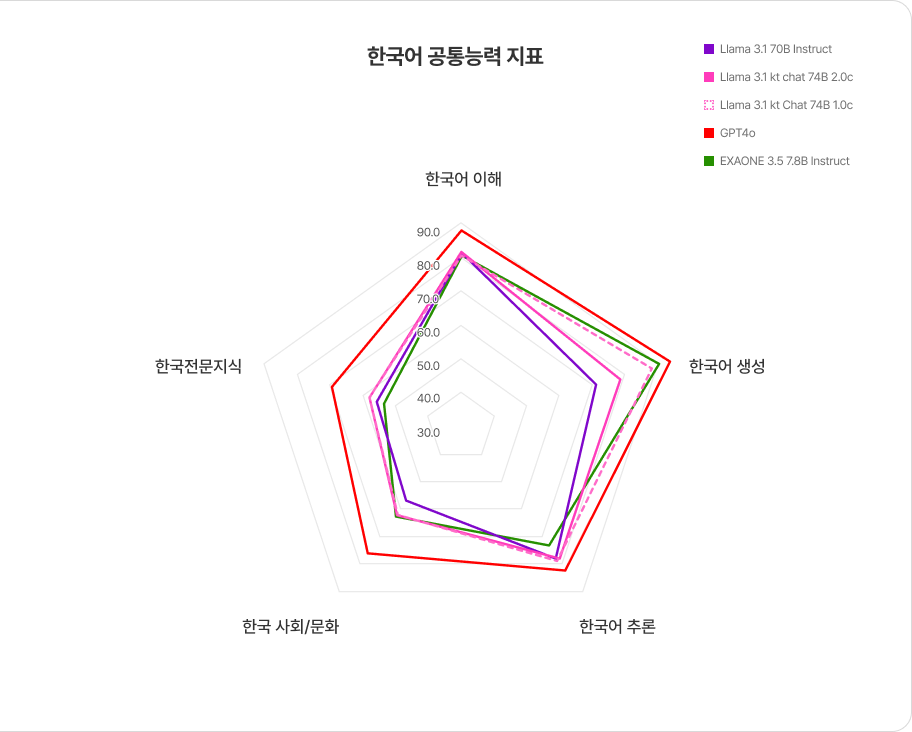 한국어 공통능력 지표
Llama 3.1 70B Instruct
Llama 3.1 kt chat 74B 2.0c
Llama 3.1 kt Chat 74B 1.0c
GPT4o
EXAONE 3.5 7.8B Instruct
한국어 이해
90.0
80.0
70.0
60.0
50.0
40.0
30.0
한국전문지식
한국어 생성
한국 사회/문화
한국어 추론